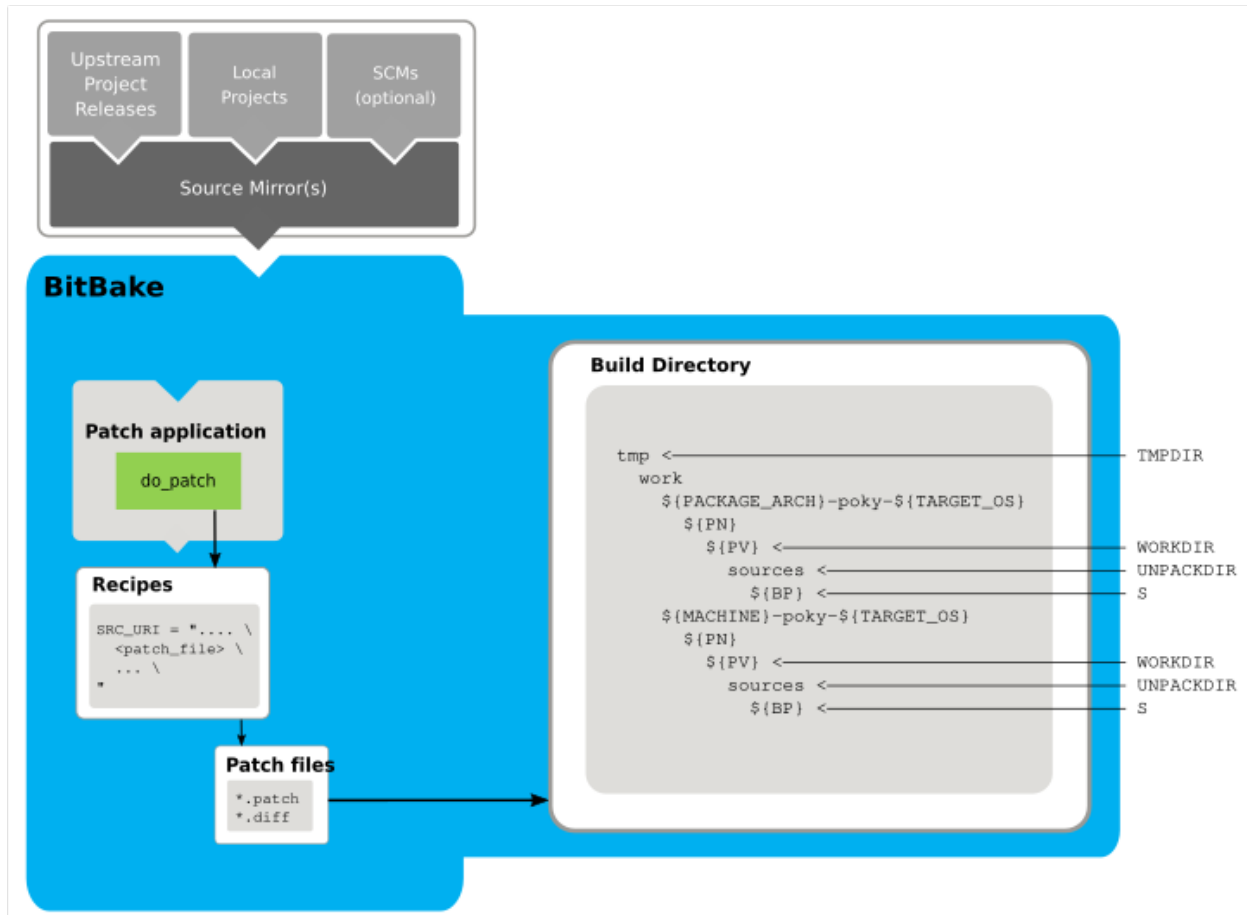 Upstream
Project
Releases
Local
Projects
SCMs
(optional)
Source Mirror(s)
BitBake
Patch application
do_patch
Recipes
SRC_URI = ".... \
<patch_file> \
... \
"
Patch files
*.patch
*.diff
Build Directory
tmp <
TMPDIR
work
${PACKAGE_ARCH}-poky-${TARGET_OS}
${PN}
${PV} <
WORKDIR
sources <
UNPACKDIR
${BP} <
S
${MACHINE}-poky-${TARGET_OS}
${PN}
${PV} <
WORKDIR
sources <
UNPACKDIR
${BP} <
S